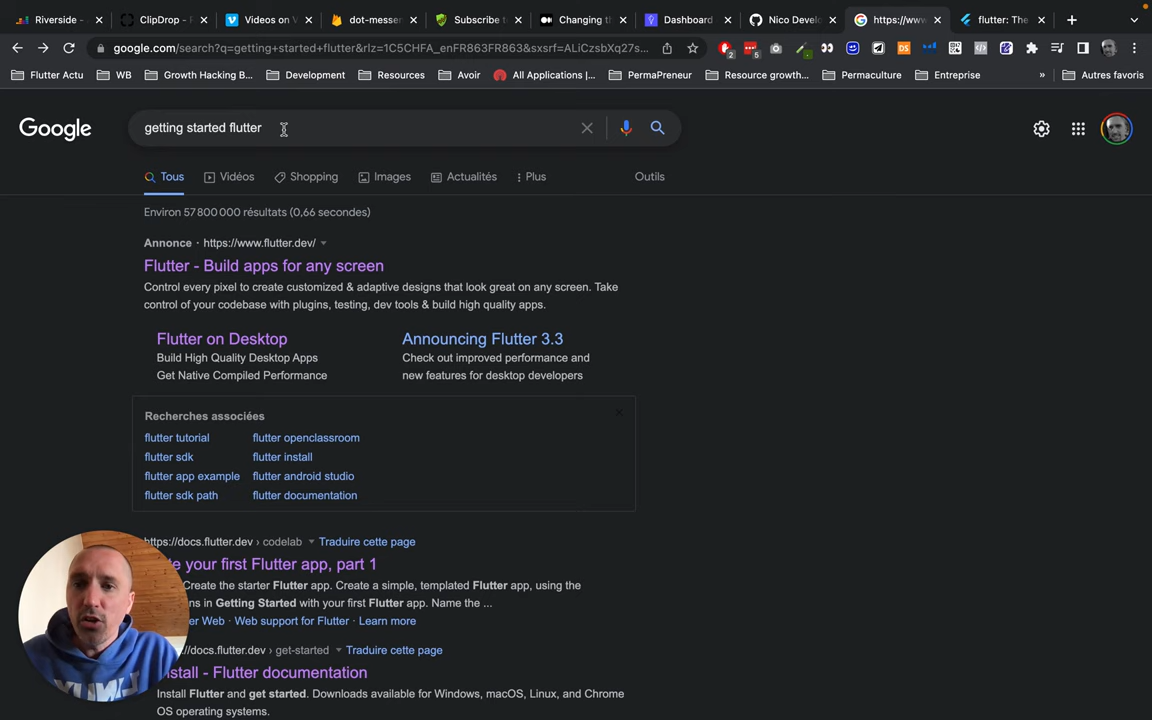 Riverside -
ClipDrop - R
Videos on V
dot-messen
Subscribe t
Changing th
Dashboard
Nico Develo
https://www
flutter: The
google.com/search?q=getting+started+flutter&rlz=1C5CHFA_enFR863FR863&sxsrf=ALiCzsbXq27s...
Flutter Actu
WB
Growth Hacking B...
Development
Resources
Avoir
All Applications |...
PermaPreneur
Resource growth...
Permaculture
Entreprise
»
Autres favoris
Google
getting started flutter
Tous
Vidéos
Shopping
Images
Actualités
Plus
Outils
Environ 57 800 000 résultats (0,66 secondes)
Annonce · https://www.flutter.dev/
Flutter - Build apps for any screen
Control every pixel to create customized & adaptive designs that look great on any screen. Take
control of your codebase with plugins, testing, dev tools & build high quality apps.
Flutter on Desktop
Build High Quality Desktop Apps
Get Native Compiled Performance
Announcing Flutter 3.3
Check out improved performance and
new features for desktop developers
Recherches associées
flutter tutorial
flutter openclassroom
flutter sdk
flutter install
flutter app example
flutter android studio
flutter sdk path
flutter documentation
https://docs.flutter.dev › codelab
Traduire cette page
te your first Flutter app, part 1
Create the starter Flutter app. Create a simple, templated Flutter app, using the
ns in Getting Started with your first Flutter app. Name the ...
er Web · Web support for Flutter · Learn more
://docs.flutter.dev › get-started
Traduire cette page
nstall - Flutter documentation
Install Flutter and get started. Downloads available for Windows, macOS, Linux, and Chrome
OS operating systems.